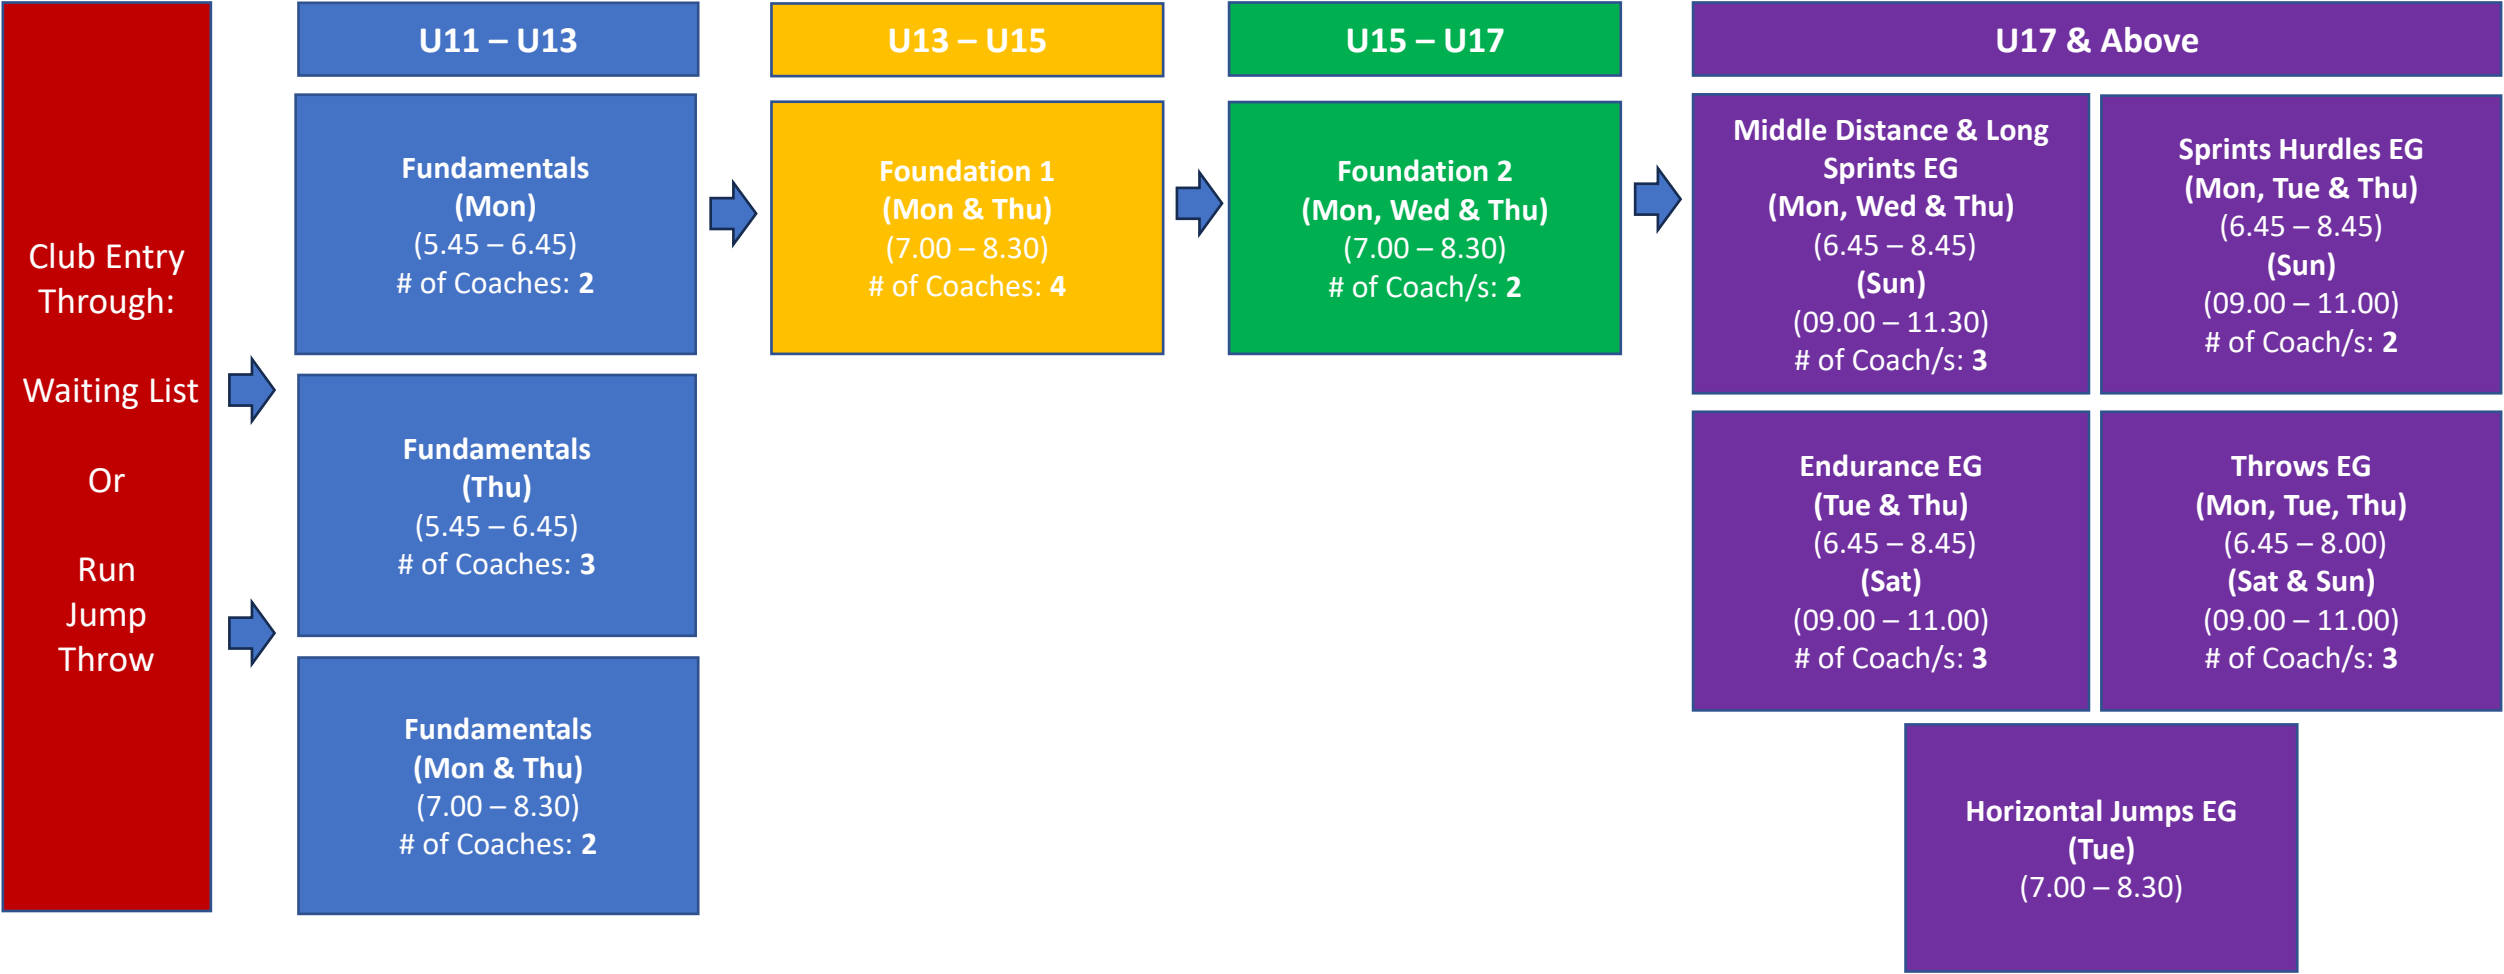 Club Entry
Through:
Waiting List
Or
Run
Jump
Throw
U11 – U13
Fundamentals
(Mon)
(5.45 – 6.45)
# of Coaches: 2
Fundamentals
(Thu)
(5.45 – 6.45)
# of Coaches: 3
Fundamentals
(Mon & Thu)
(7.00 – 8.30)
# of Coaches: 2
U13 – U15
Foundation 1
(Mon & Thu)
(7.00 – 8.30)
# of Coaches: 4
U15 – U17
Foundation 2
(Mon, Wed & Thu)
(7.00 – 8.30)
# of Coach/s: 2
U17 & Above
Middle Distance & Long
Sprints EG
(Mon, Wed & Thu)
(6.45 – 8.45)
(Sun)
(09.00 – 11.30)
# of Coach/s: 3
Sprints Hurdles EG
(Mon, Tue & Thu)
(6.45 – 8.45)
(Sun)
(09.00 – 11.00)
# of Coach/s: 2
Endurance EG
(Tue & Thu)
(6.45 – 8.45)
(Sat)
(09.00 – 11.00)
# of Coach/s: 3
Throws EG
(Mon, Tue, Thu)
(6.45 – 8.00)
(Sat & Sun)
(09.00 – 11.00)
# of Coach/s: 3
Horizontal Jumps EG
(Tue)
(7.00 – 8.30)